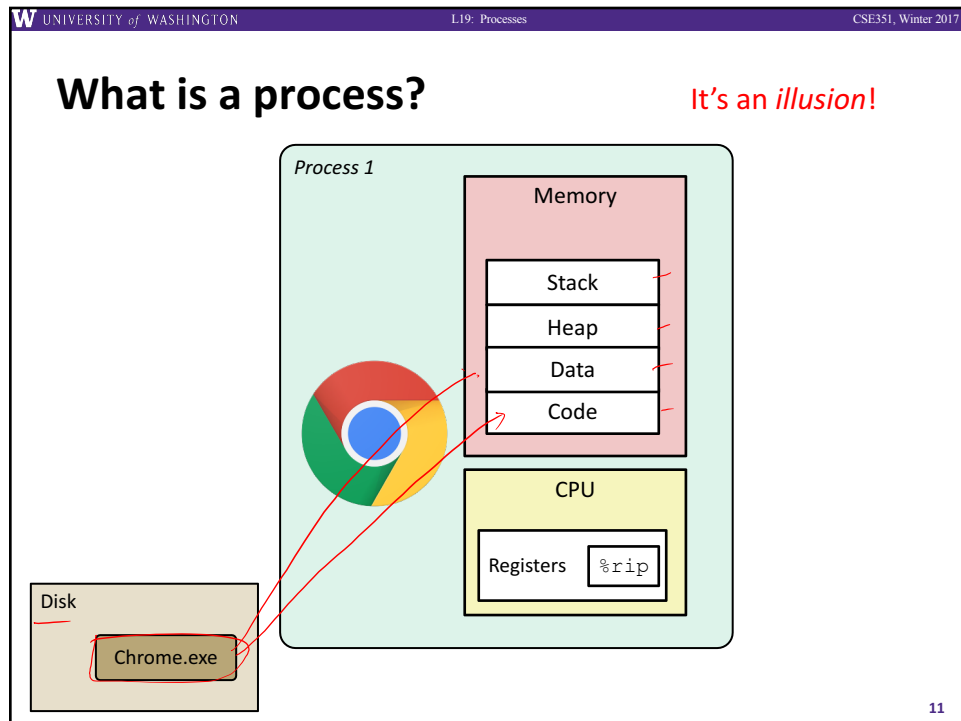 W UNIVERSITY of WASHINGTON
L19: Processes
CSE351, Winter 2017
What is a process?
It's an illusion!
Process 1
Memory
Stack
Heap
Data
Code
CPU
Registers
%rip
Disk
Chrome.exe
11